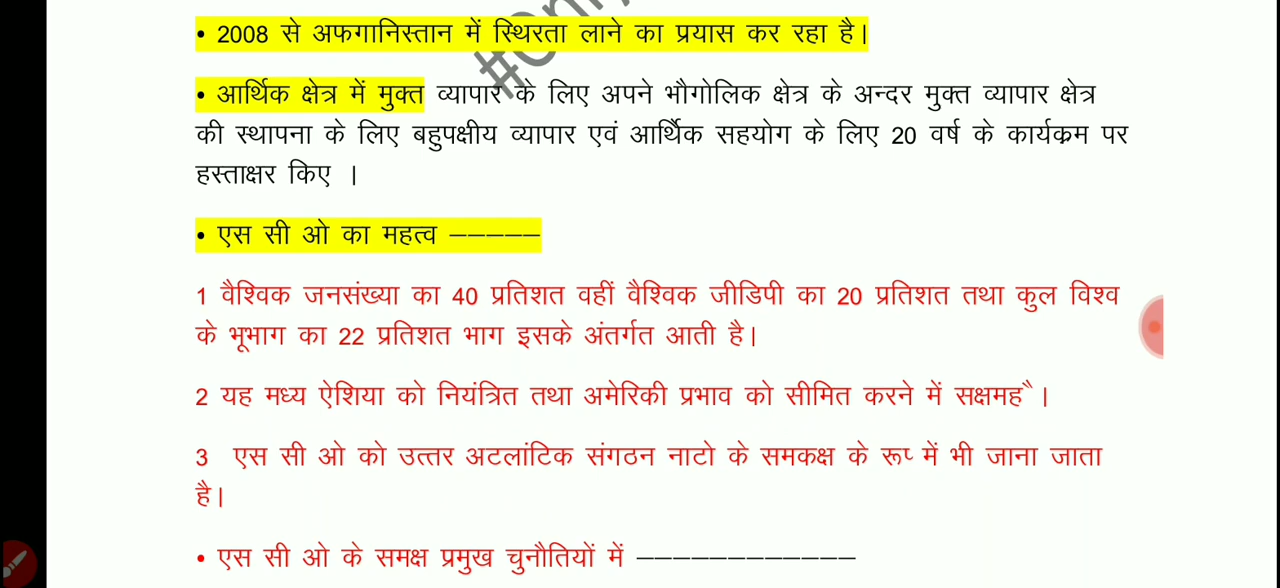 • 2008 से अफगानिस्तान में स्थिरता लाने का प्रयास कर रहा है।
• आर्थिक क्षेत्र में मुक्त व्यापार के लिए अपने भौगोलिक क्षेत्र के अन्दर मुक्त व्यापार क्षेत्र
की स्थापना के लिए बहुपक्षीय व्यापार एवं आर्थिक सहयोग के लिए 20 वर्ष के कार्यक्रम पर
हस्ताक्षर किए ।
• एस सी ओ का महत्व −−−−−
1 वैश्विक जनसंख्या का 40 प्रतिशत वहीं वैश्विक जीडिपी का 20 प्रतिशत तथा कुल विश्व
के भूभाग का 22 प्रतिशत भाग इसके अंतर्गत आती है।
2 यह मध्य ऐशिया को नियंत्रित तथा अमेरिकी प्रभाव को सीमित करने में सक्षमहै।
3 एस सी ओ को उत्तर अटलांटिक संगठन नाटो के समकक्ष के रूप में भी जाना जाता
है।
• एस सी ओ के समक्ष प्रमुख चुनौतियों में −−−−−−−−−−−−